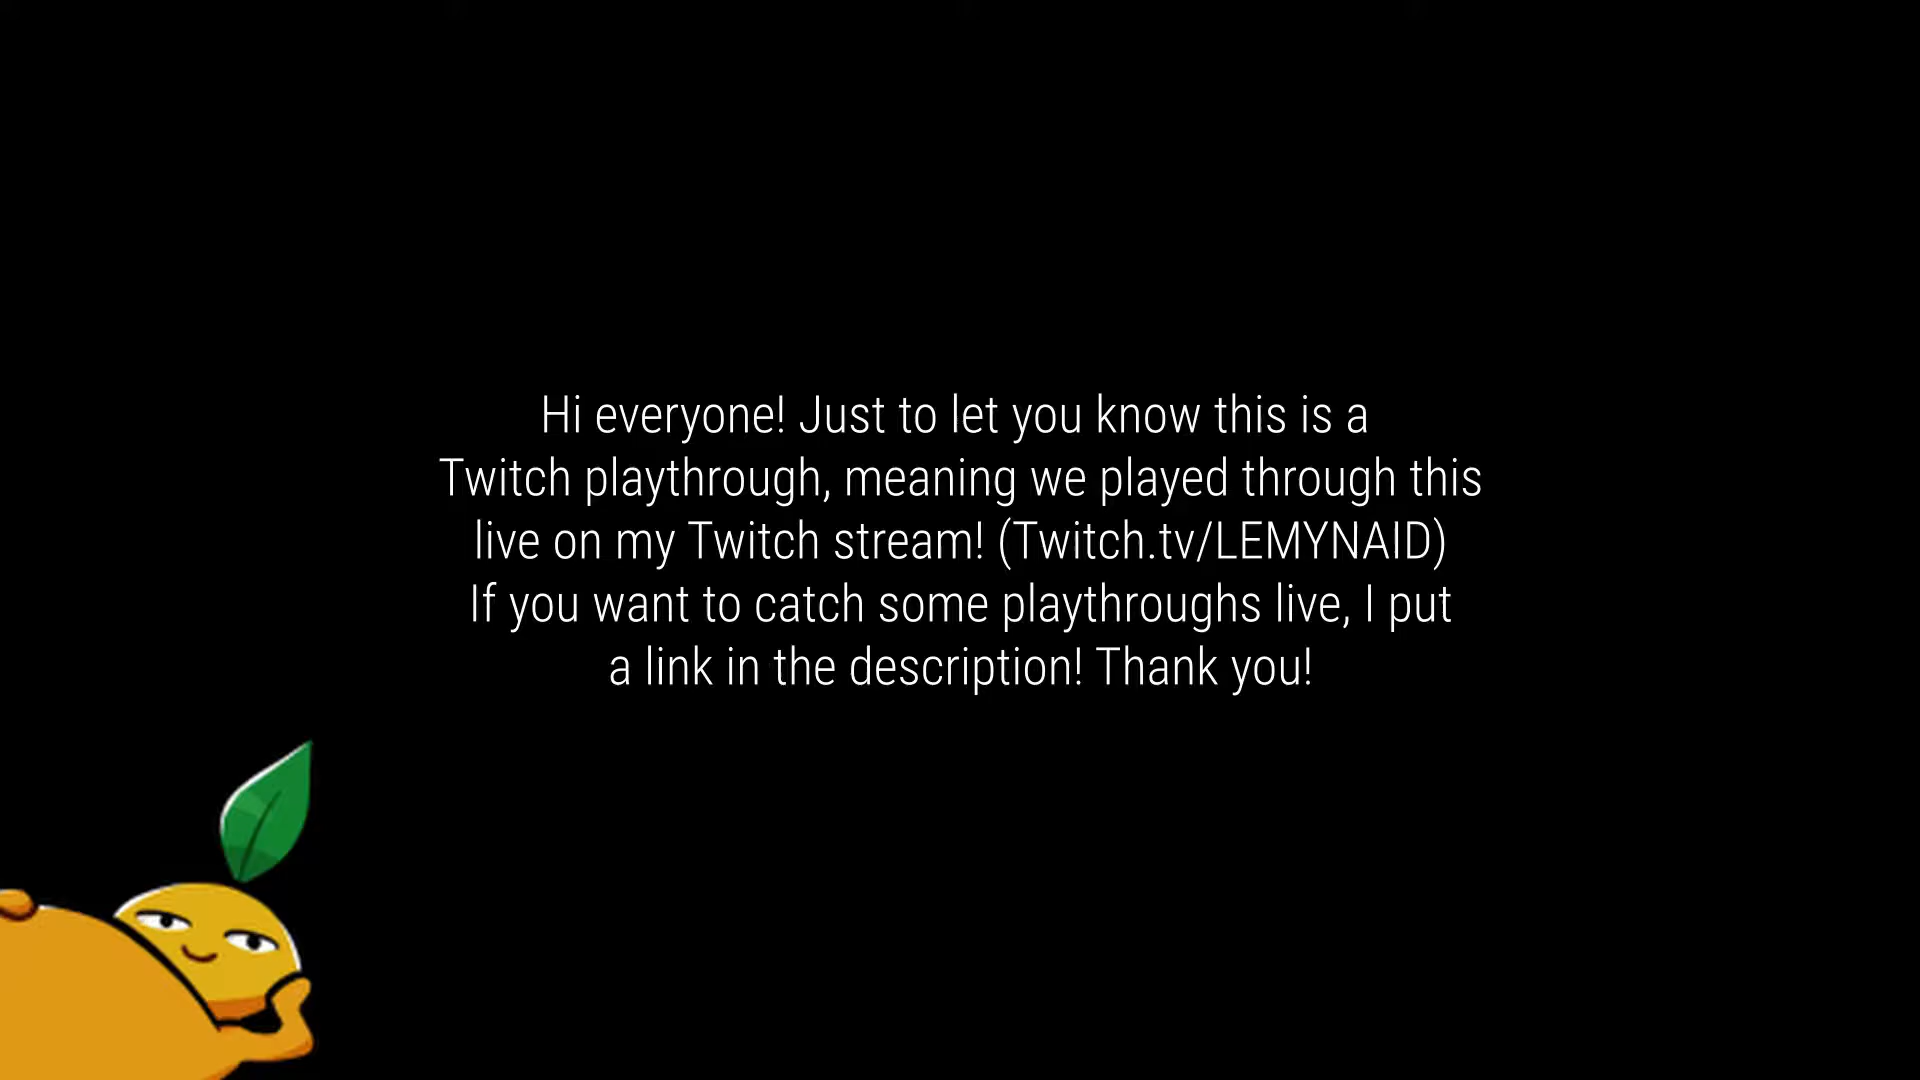 Hi everyone! Just to let you know this is a
Twitch playthrough, meaning we played through this
live on my Twitch stream! (Twitch.tv/LEMYNAID)
If you want to catch some playthroughs live, I put
a link in the description! Thank you!